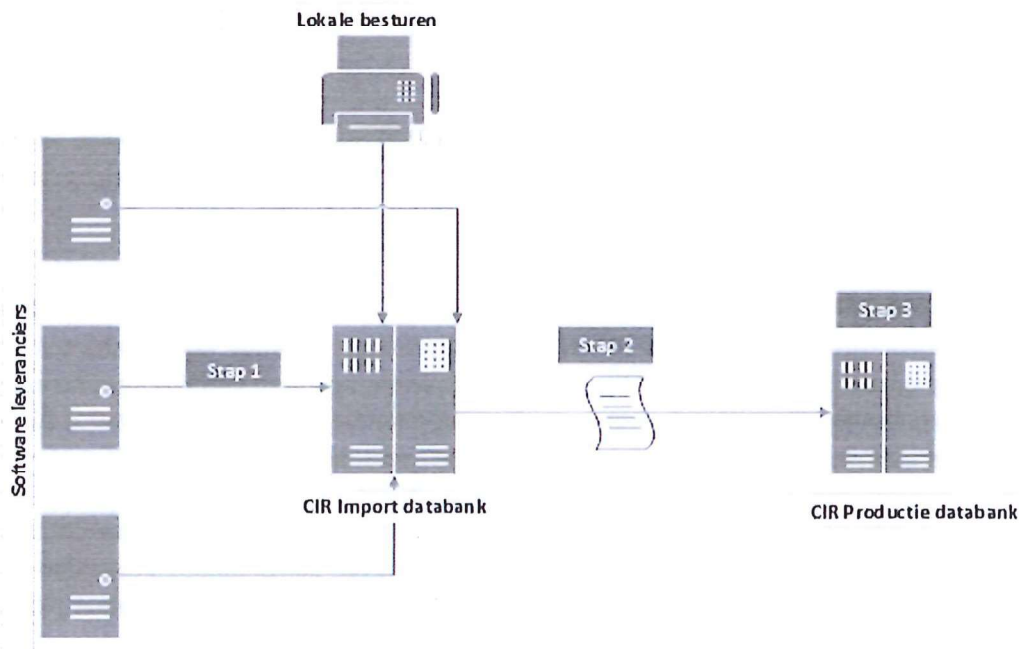 Lokale besturen
Software leveranciers
Stap 1
Stap 2
Stap 3
CIR Import databank
CIR Productie databank